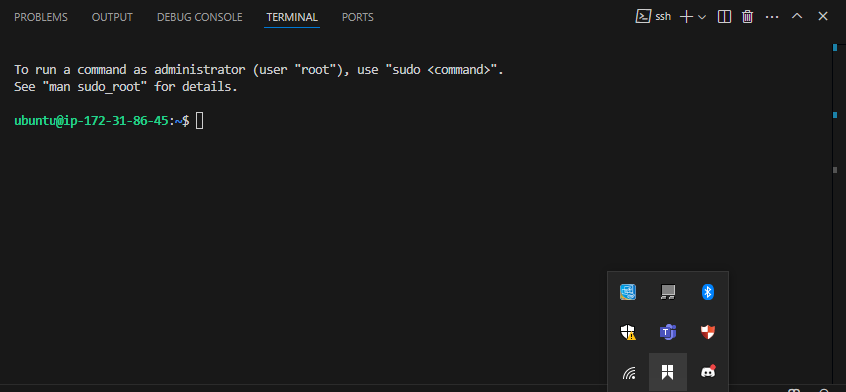 PROBLEMS OUTPUT DEBUG CONSOLE TERMINAL PORTS ssh
To run a command as administrator (user "root"), use "sudo <command>".
See "man sudo_root" for details.
ubuntu@ip-172-31-86-45:~$